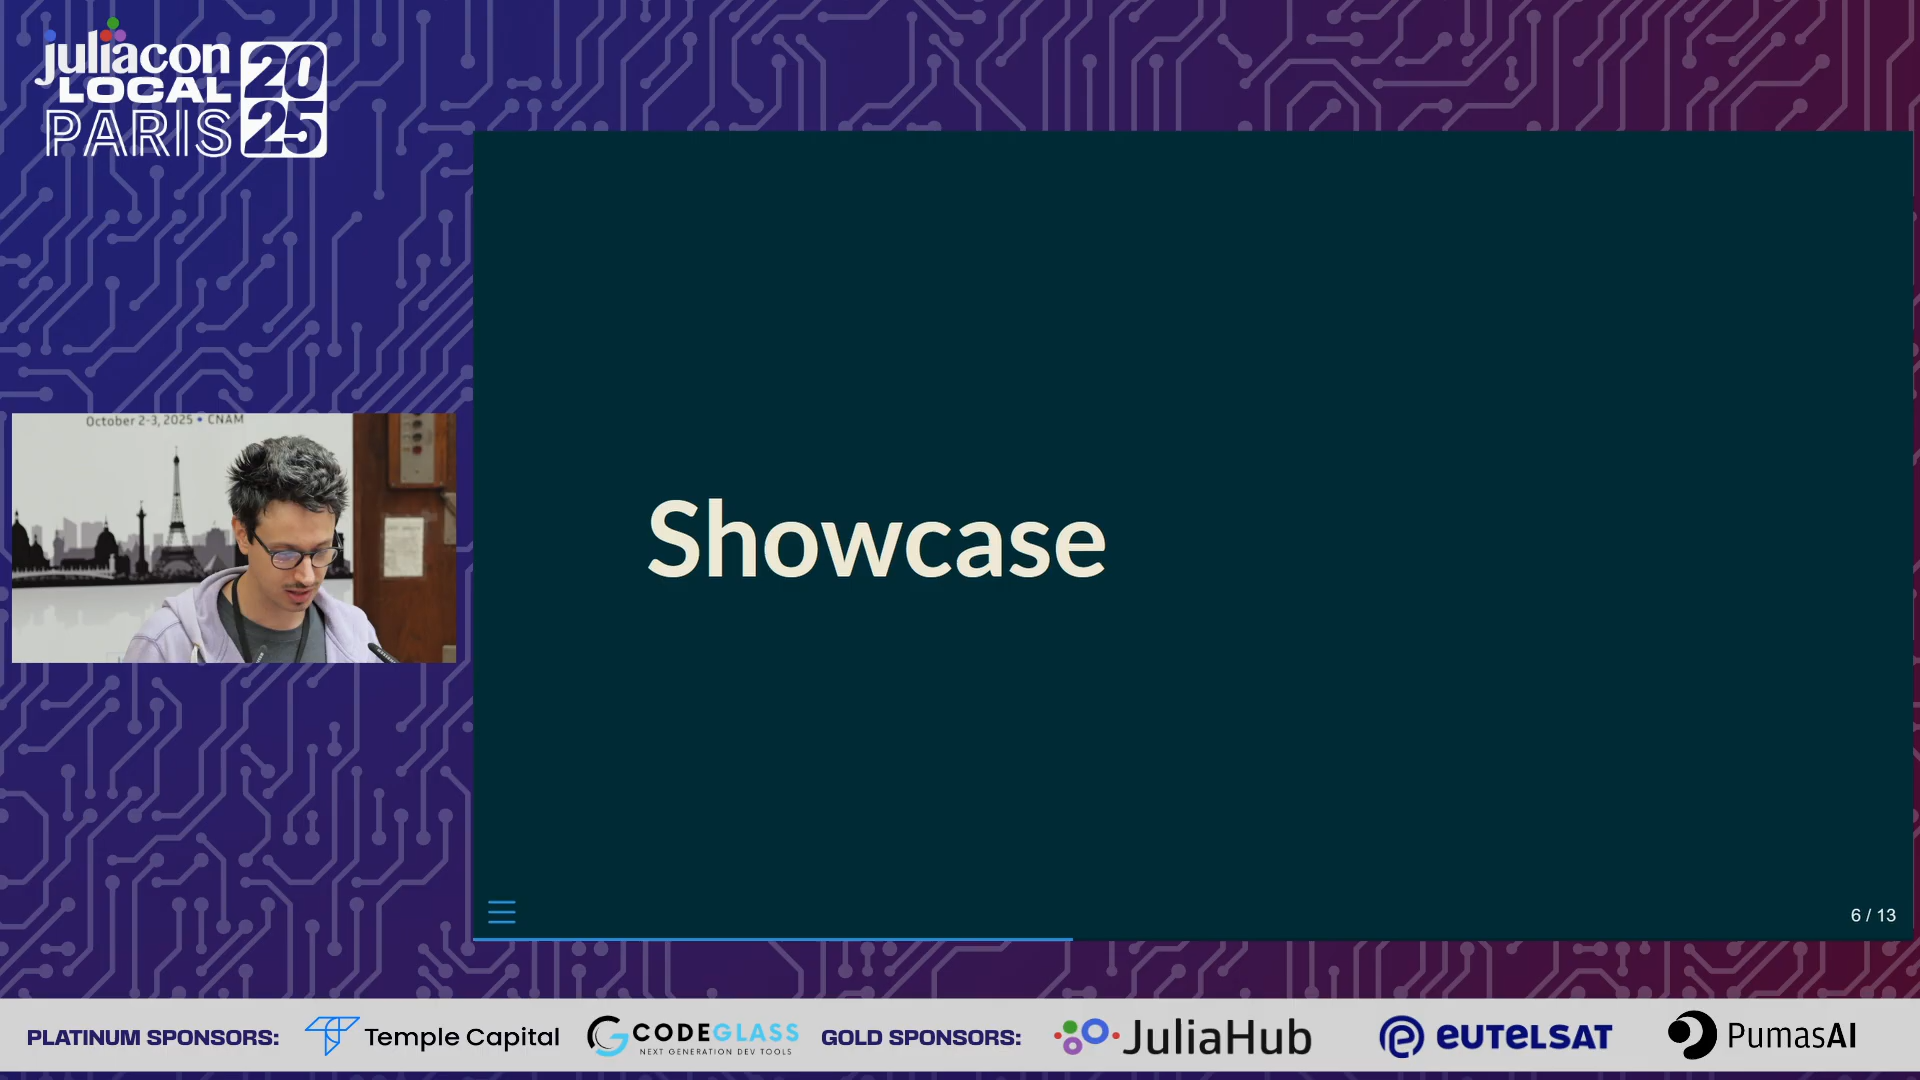 juliacon
LOCAL
PARIS
20
25
October 2-3, 2025 • CNAM
Showcase
6 / 13
PLATINUM SPONSORS:
Temple Capital
CODEGLASS
NEXT GENERATION DEV TOOLS
GOLD SPONSORS:
JuliaHub
eUTeLSAT
PumasAI